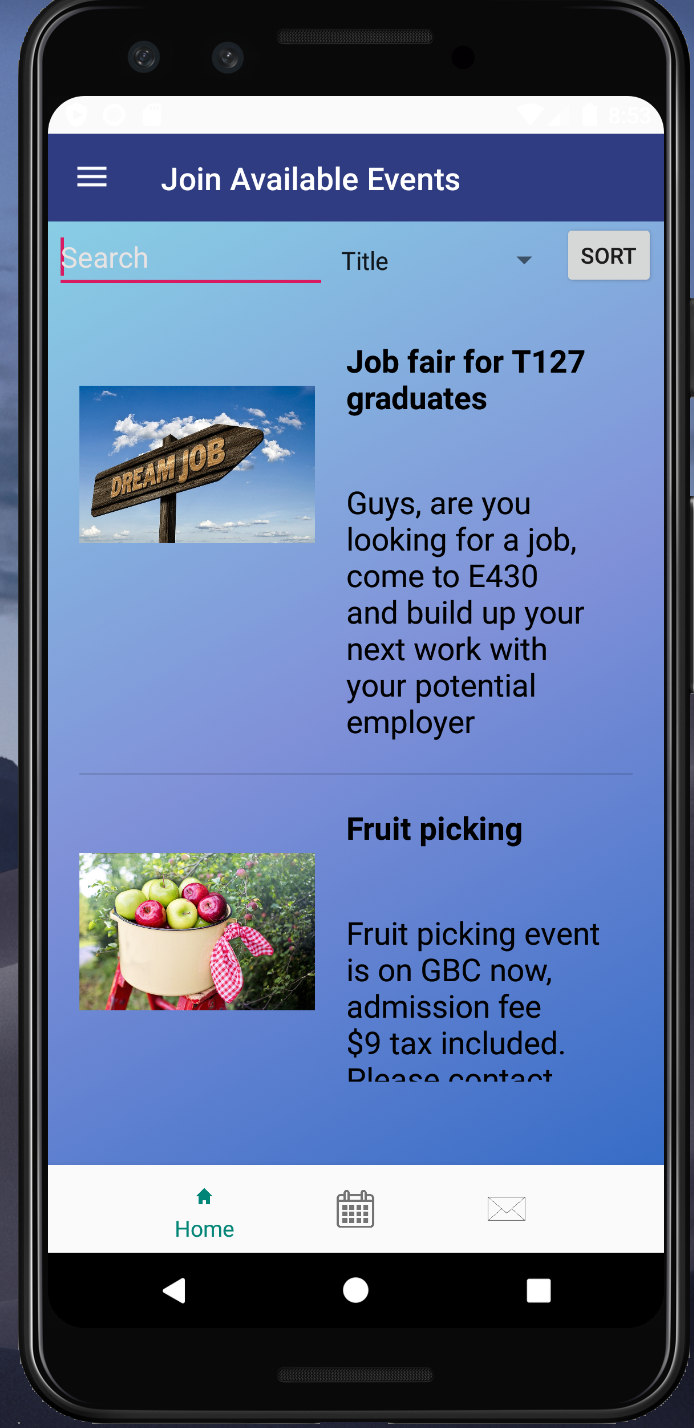 8:53
Join Available Events
Search
Title
SORT
Job fair for T127
graduates
DREAM JOB
Guys, are you
looking for a job,
come to E430
and build up your
next work with
your potential
employer
Fruit picking
Fruit picking event
is on GBC now,
admission fee
$9 tax included.
Please contact
Home